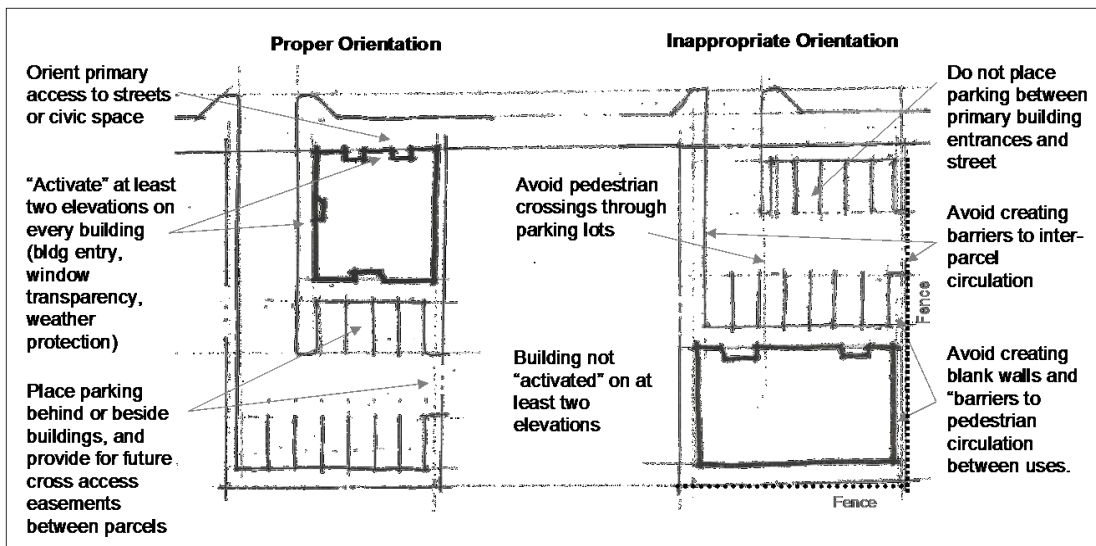 Proper Orientation
Inappropriate Orientation
Orient primary
access to streets
or civic space
“Activate” at least
two elevations on
every building
(bldg entry,
window
transparency,
weather
protection)
Place parking
behind or beside
buildings, and
provide for future
cross access
easements
between parcels
Avoid pedestrian
crossings through
parking lots
Building not
“activated” on at
least two
elevations
Do not place
parking between
primary building
entrances and
street
Avoid creating
barriers to inter-
parcel
circulation
Fence
Avoid creating
blank walls and
“barriers to
pedestrian
circulation
between uses.
Fence